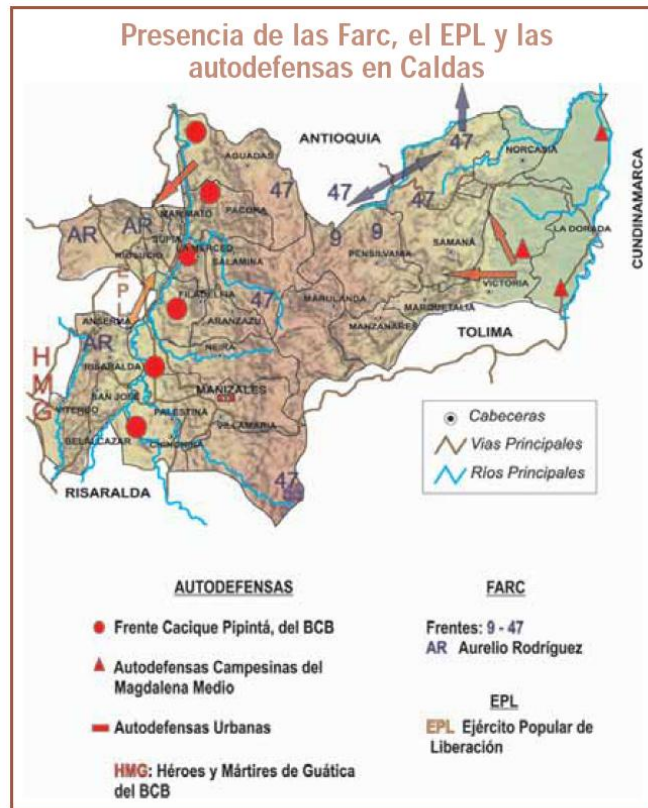 Presencia de las Farc, el EPL y las
autodefensas en Caldas
ANTIOQUIA
47
NORCASIA
AGUADAS
47
47
47
CUNDINAMARCA
MARMATO
PACORA
AR
AR
SUPIA
LA MERCED
RIOSUCIO
SALAMINA
9
9
PENSILVANIA
SAMANÁ
LA DORADA
VICTORIA
EPL
FILADELFIA
47
MARULANDA
MARQUETALIA
ANSERMA
ARANZAZU
MANZANARES
TOLIMA
AR
NEIRA
HMG
RISARALDA
MANIZALES
SAN JOSE
VITERBO
PALESTINA
VILLAMARIA
BELALCAZAR
CHINCHINA
RISARALDA
47
Cabeceras
Vias Principales
Rios Principales
AUTODEFENSAS
Frente Cacique Pipintá, del BCB
Autodefensas Campesinas del
Magdalena Medio
Autodefensas Urbanas
HMG: Héroes y Mártires de Guática
del BCB
FARC
Frentes: 9 - 47
AR Aurelio Rodríguez
EPL
EPL Ejército Popular de
Liberación